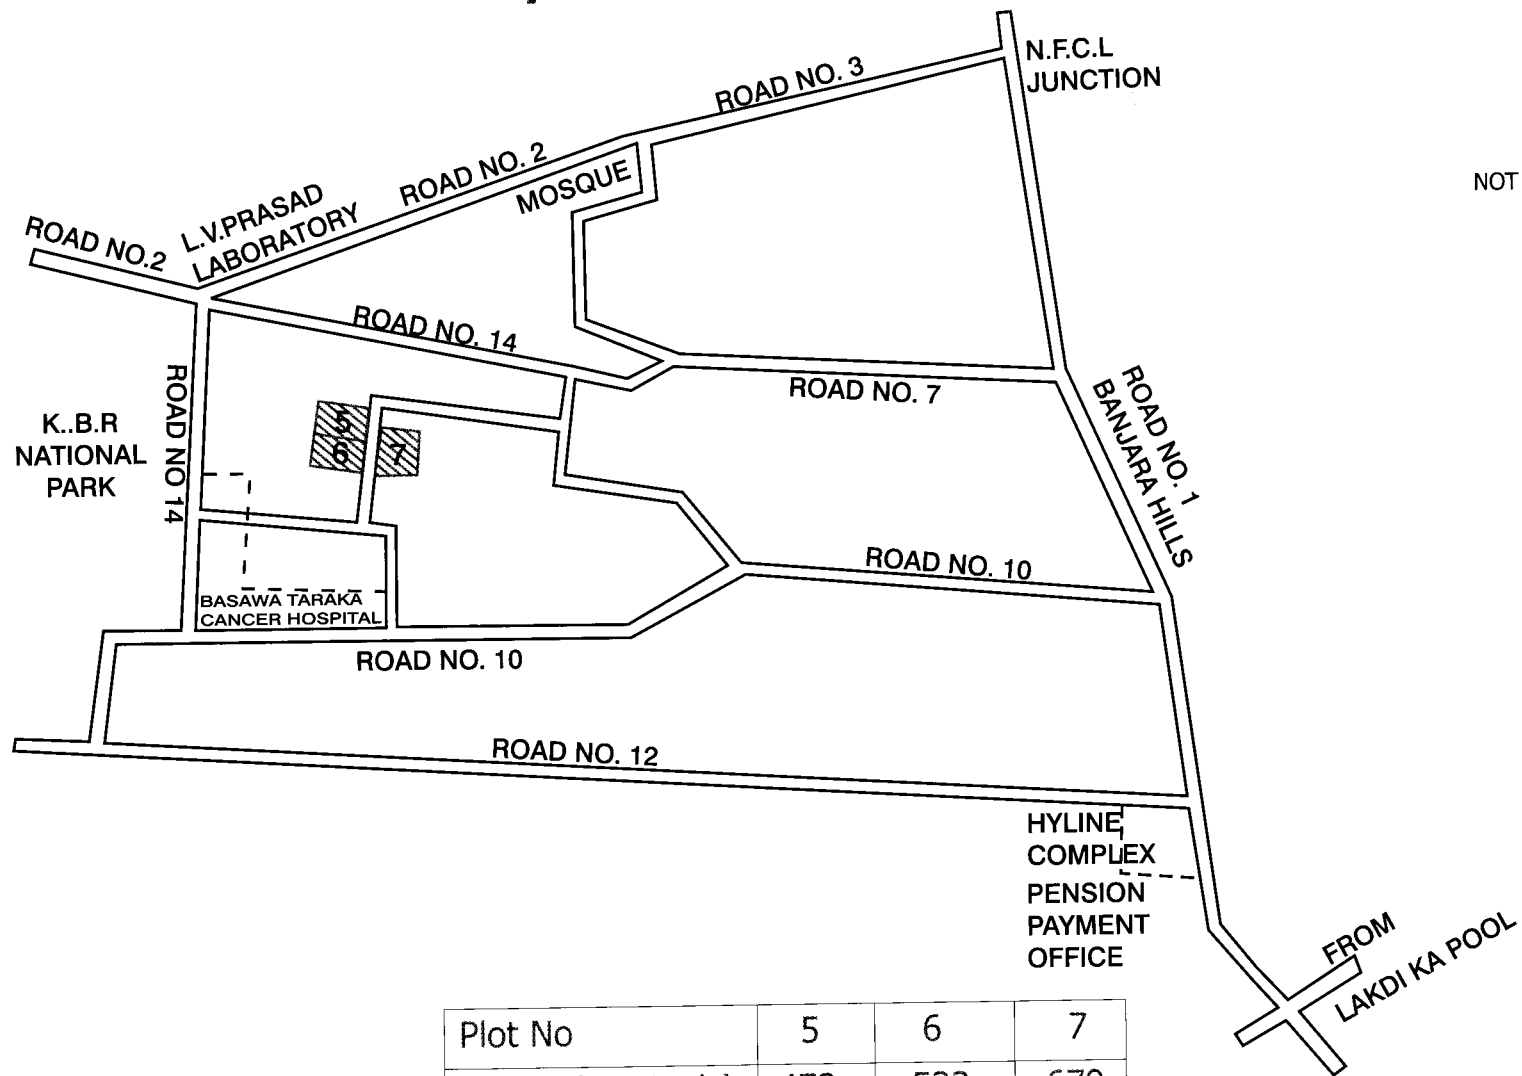 N.F.C.L
JUNCTION
ROAD NO. 3
ROAD NO. 2
MOSQUE
NOT
L.V.PRASAD
LABORATORY
ROAD NO.2
ROAD NO. 14
ROAD NO. 7
ROAD NO. 1
BANJARA HILLS
K..B.R
NATIONAL
PARK
ROAD NO 14
5
6
7
ROAD NO. 10
BASAWA TARAKA
CANCER HOSPITAL
ROAD NO. 10
ROAD NO. 12
HYLINE
COMPLEX
PENSION
PAYMENT
OFFICE
FROM
LAKDI KA POOL
Plot No 5 6 7